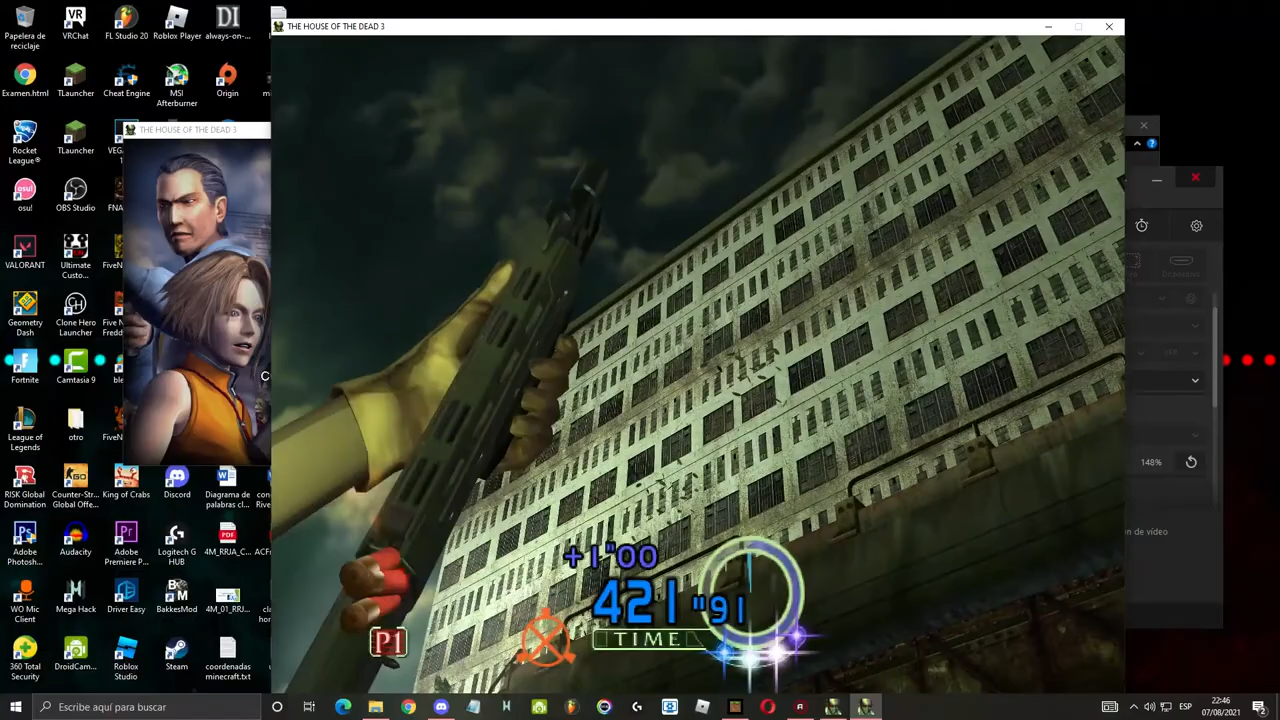 THE HOUSE OF THE DEAD 3
Papelera de
reciclaje
VRChat
FL Studio 20
Roblox Player
always-on-...
Examen.html
TLauncher
Cheat Engine
MSI
Afterburner
Origin
THE HOUSE OF THE DEAD 3
Rocket
League®
TLauncher
osu!
OBS Studio
VALORANT
Ultimate
Custo...
Geometry
Dash
Clone Hero
Launcher
Fortnite
Camtasia 9
League of
Legends
otro
RISK Global
Domination
Counter-Str...
Global Offe...
King of Crabs
Discord
Diagrama de
palabras cl...
Adobe
Photosh...
Audacity
Adobe
Premiere P...
Logitech G
HUB
4M_RRJA_C...
WO Mic
Client
Mega Hack
Driver Easy
BakkesMod
4M_01_RRJ...
360 Total
Security
DroidCam...
Roblox
Studio
Steam
coordenadas
minecraft.txt
148%
ón de vídeo
+1"00
421"91
TIME
P1
Escribe aquí para buscar
ESP
22:46
07/08/2021
2